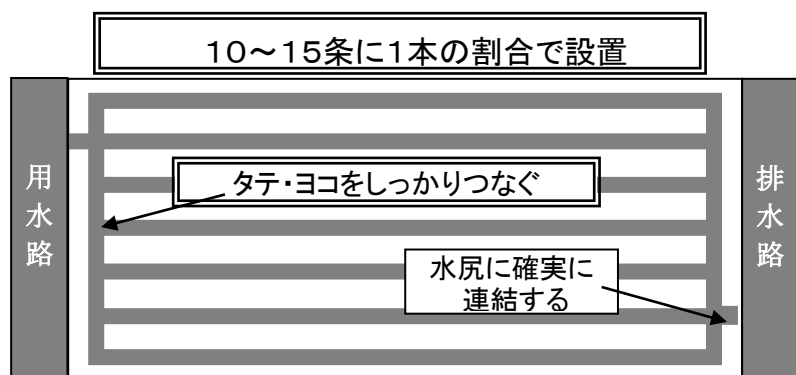 10~15条に1本の割合で設置
用水路
タテ・ヨコをしっかりつなぐ
排水路
水尻に確実に
連結する